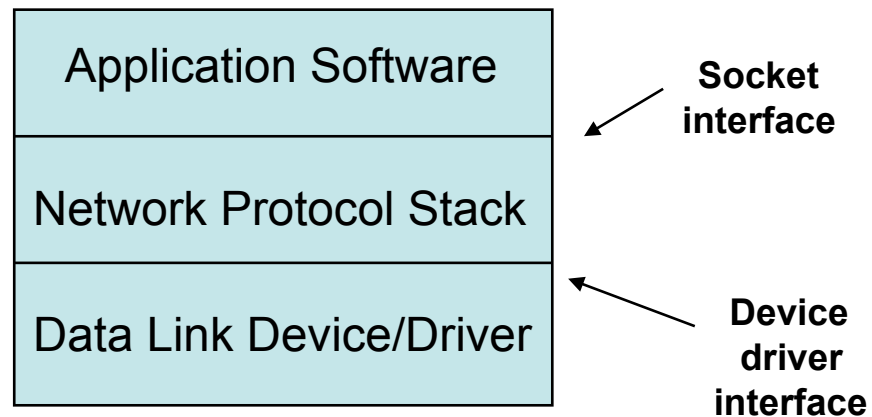 Application Software
Socket
interface
Network Protocol Stack
Data Link Device/Driver
Device
driver
interface